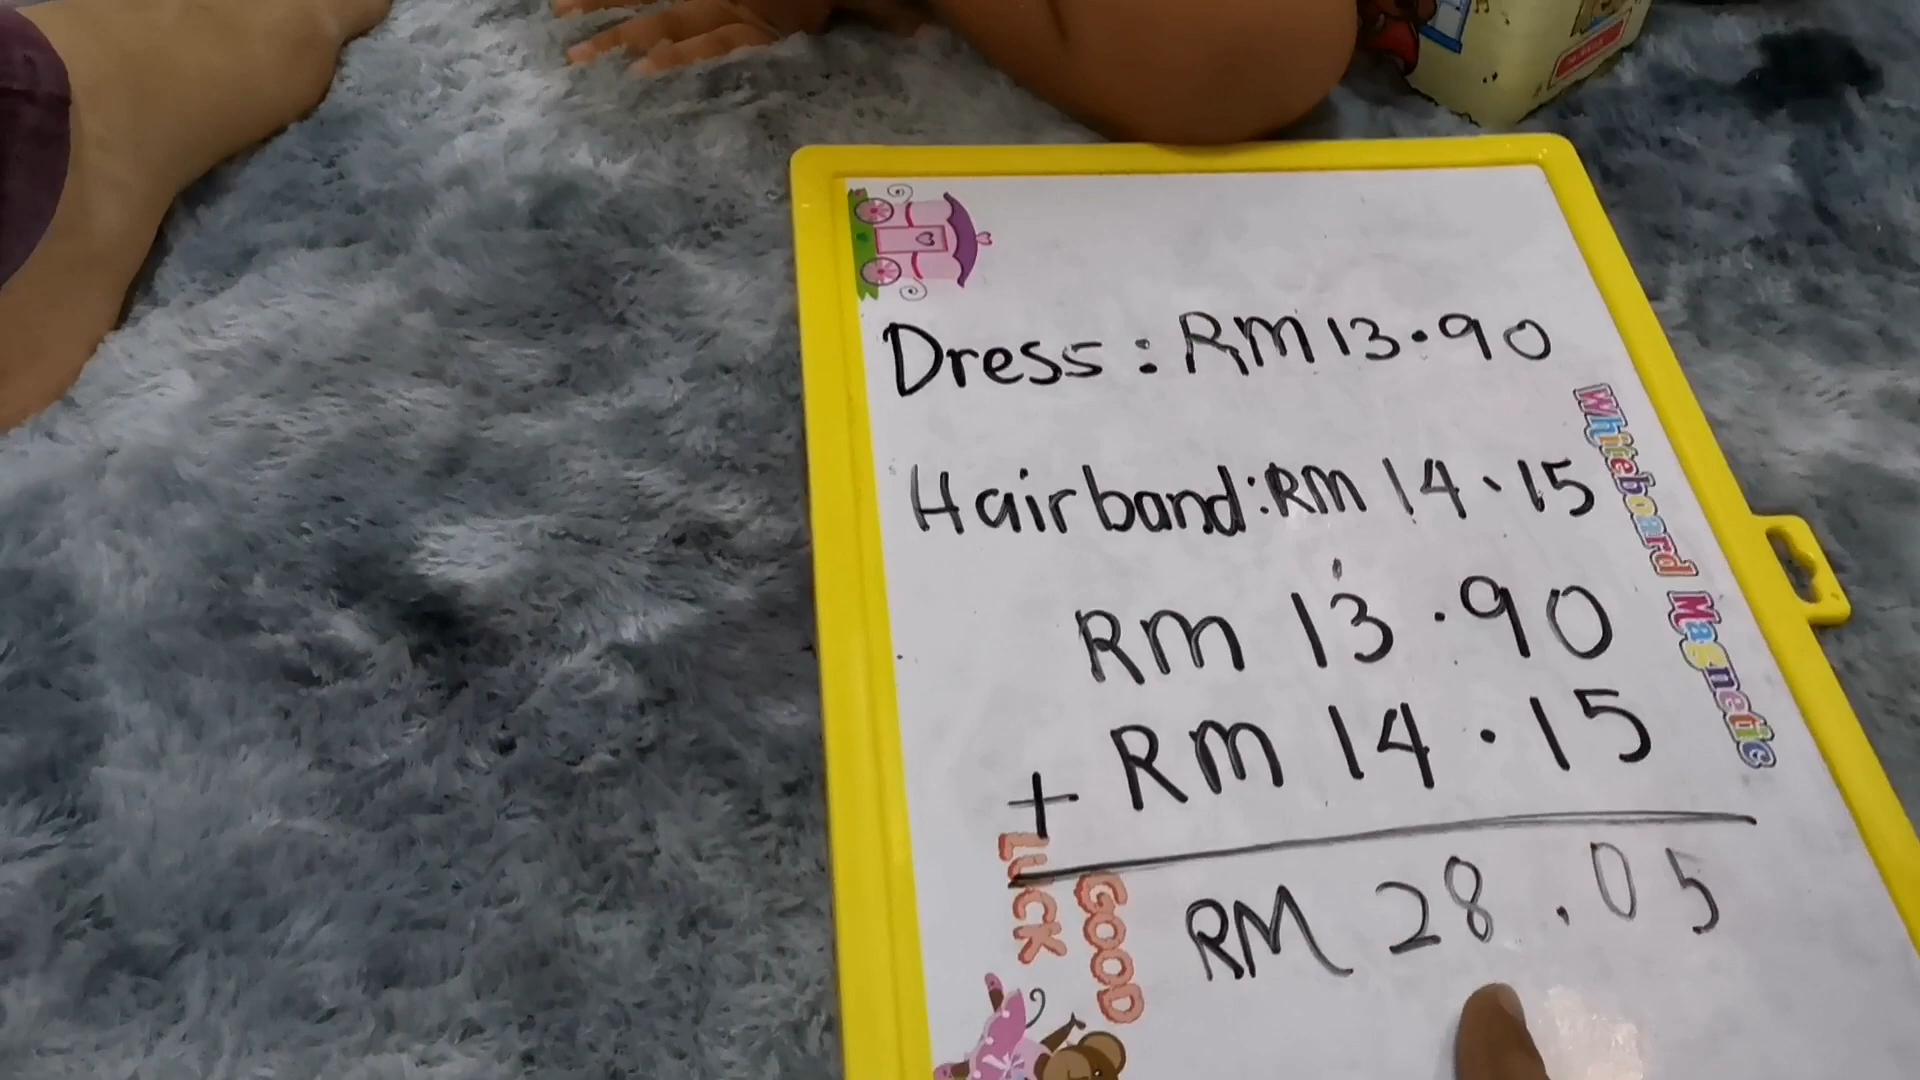 Dress: RM 13.90
Hairband: RM 14.15
RM 13.90
+ RM 14.15
RM 28.05
Whiteboard Magnetic
GOOD
LUCK